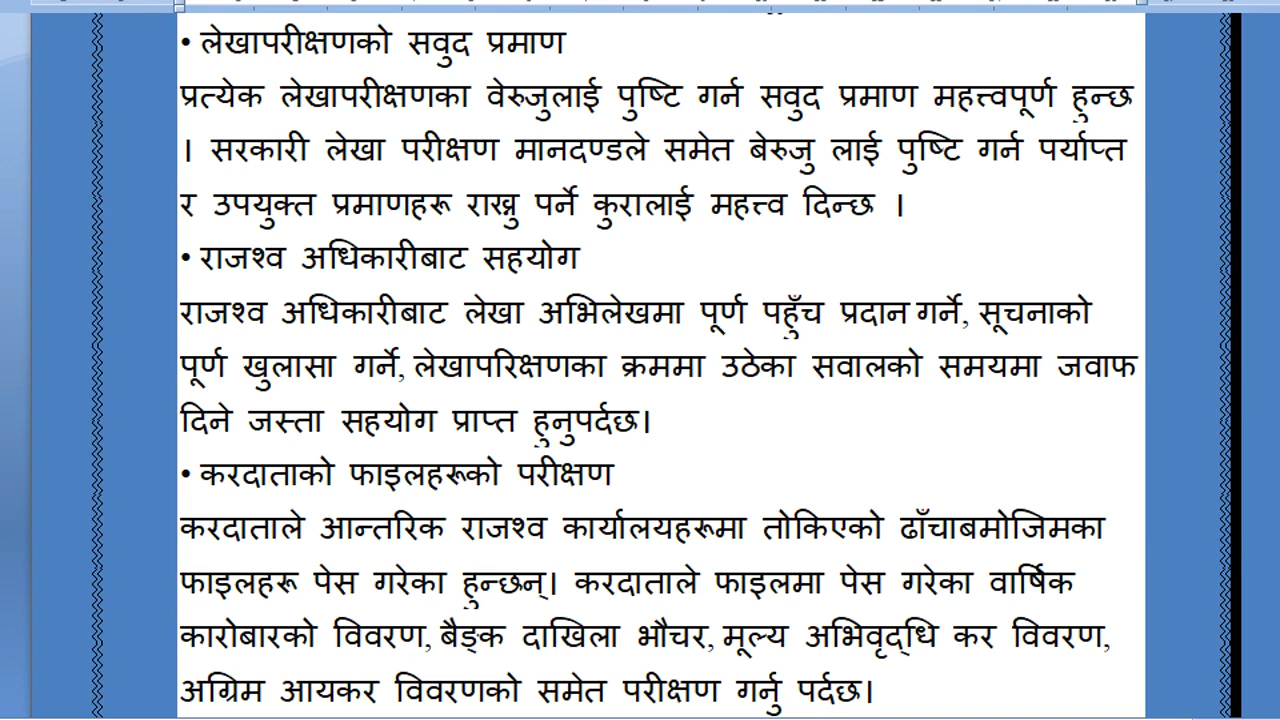 • लेखापरीक्षणको सवुद प्रमाण
प्रत्येक लेखापरीक्षणका वेरुजुलाई पुष्टि गर्न सवुद प्रमाण महत्त्वपूर्ण हुन्छ
। सरकारी लेखा परीक्षण मानदण्डले समेत बेरुजु लाई पुष्टि गर्न पर्याप्त
र उपयुक्त प्रमाणहरू राख्नु पर्ने कुरालाई महत्त्व दिन्छ ।
• राजश्व अधिकारीबाट सहयोग
राजश्व अधिकारीबाट लेखा अभिलेखमा पूर्ण पहुँच प्रदान गर्ने, सूचनाको
पूर्ण खुलासा गर्ने, लेखापरिक्षणका क्रममा उठेका सवालको समयमा जवाफ
दिने जस्ता सहयोग प्राप्त हुनुपर्दछ।
• करदाताको फाइलहरूको परीक्षण
करदाताले आन्तरिक राजश्व कार्यालयहरूमा तोकिएको ढाँचाबमोजिमका
फाइलहरू पेस गरेका हुन्छन्। करदाताले फाइलमा पेस गरेका वार्षिक
कारोबारको विवरण, बैङ्क दाखिला भौचर, मूल्य अभिवृद्धि कर विवरण,
अग्रिम आयकर विवरणको समेत परीक्षण गर्नु पर्दछ।